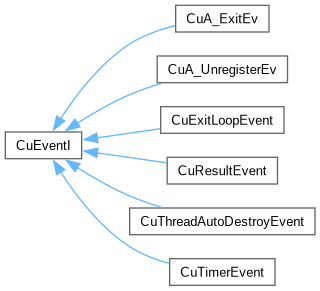 CuA_ExitEv
CuA_UnregisterEv
CuEventI
CuExitLoopEvent
CuResultEvent
CuThreadAutoDestroyEvent
CuTimerEvent